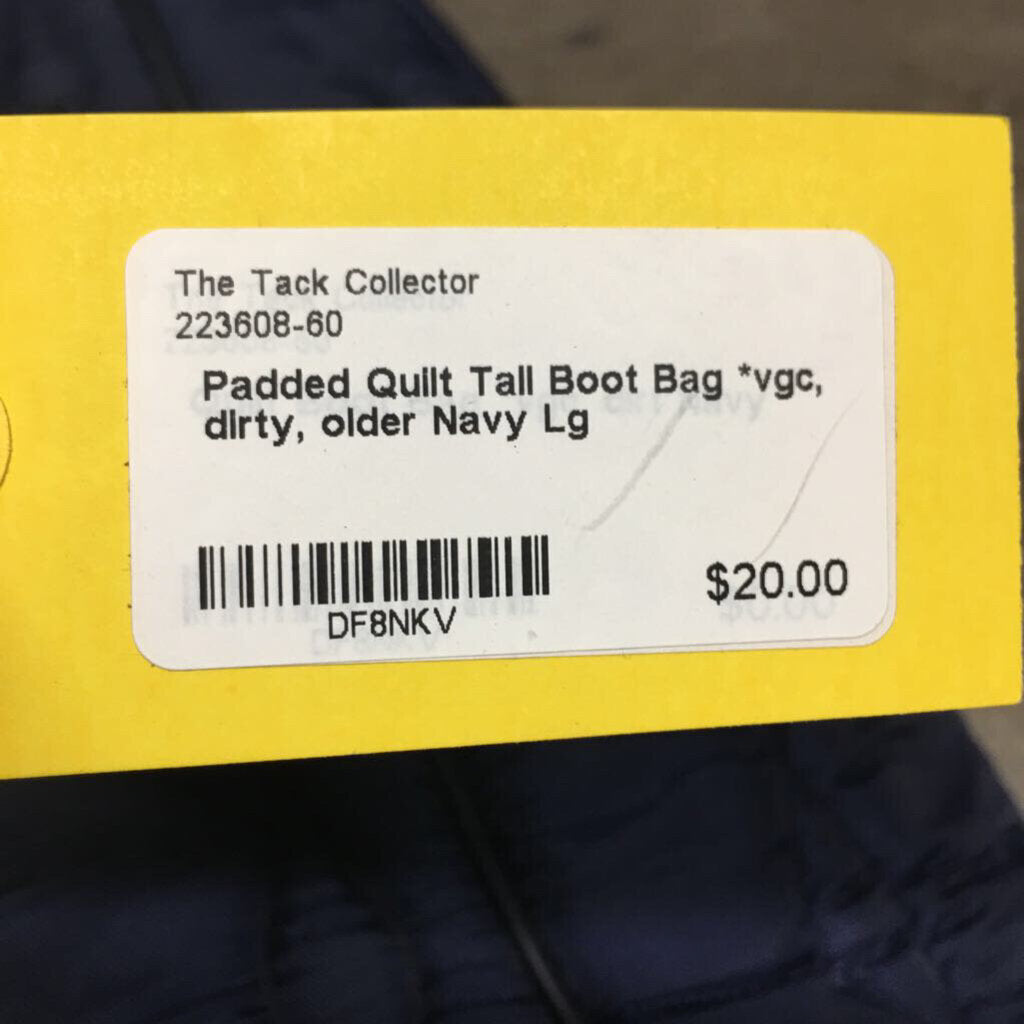 The Tack Collector
223608-60
Padded Quilt Tall Boot Bag *vgc,
dirty, older Navy Lg
DF8NKV
$20.00